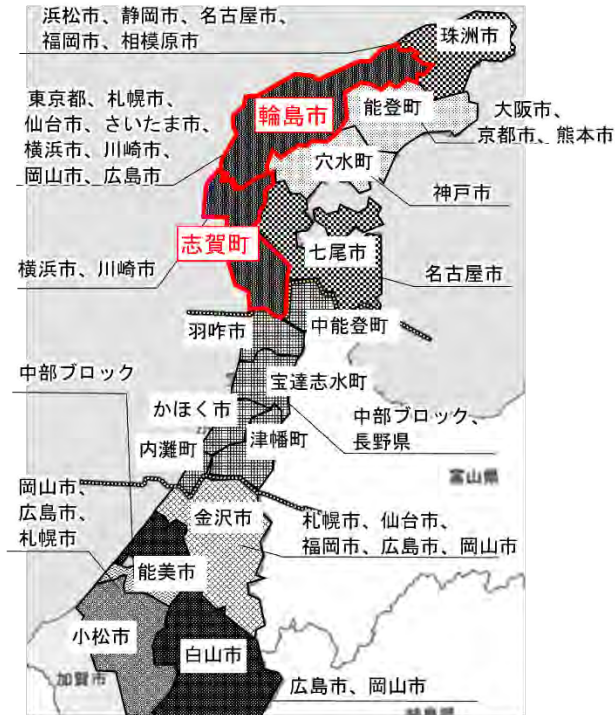 浜松市、静岡市、名古屋市、
福岡市、相模原市
珠洲市
東京都、札幌市、
仙台市、さいたま市、
横浜市、川崎市、
岡山市、広島市
輪島市
能登町
大阪市、
京都市、熊本市
穴水町
神戸市
志賀町
七尾市
横浜市、川崎市
名古屋市
羽咋市
中能登町
中部ブロック
宝達志水町
かほく市
中部ブロック、
長野県
津幡町
内灘町
富山県
岡山市、
広島市、
札幌市
金沢市
札幌市、仙台市、
福岡市、広島市、岡山市
能美市
小松市
白山市
加賀市
広島市、岡山市